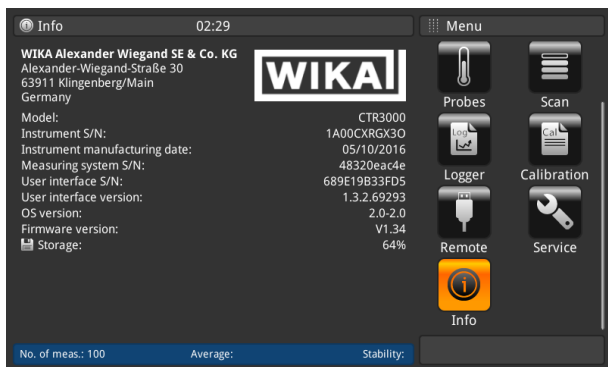 Info 02:29
WIKA Alexander Wiegand SE & Co. KG
Alexander-Wiegand-Straße 30
63911 Klingenberg/Main
Germany
WIKAI
Model: CTR3000
Instrument S/N: 1A00CXRGX3O
Instrument manufacturing date: 05/10/2016
Measuring system S/N: 48320eac4e
User interface S/N: 689E19B33FD5
User interface version: 1.3.2.69293
OS version: 2.0-2.0
Firmware version: V1.34
Storage: 64%
No. of meas.: 100 Average: Stability:
Menu
Probes Scan
Log Cal
Logger Calibration
Remote Service
Info